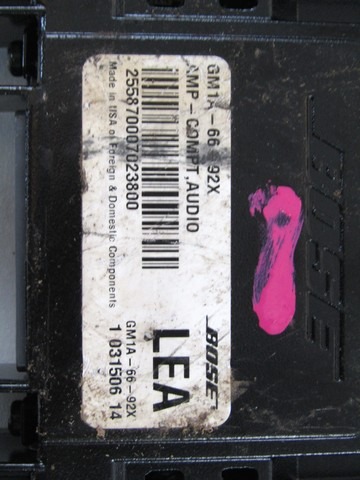 GM1A-66-92X
AMP-COMPT.AUDIO
255870007023800
Made in USA of Foreign & Domestic Components
BOSE
LEA
GM1A-66-92X
1 031506 14
BOSE